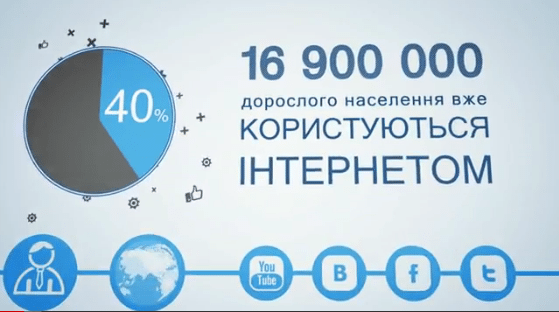 40%
16 900 000
дорослого населення вже
КОРИСТУЮТЬСЯ
ІНТЕРНЕТОМ
You
Tube
B
f
t